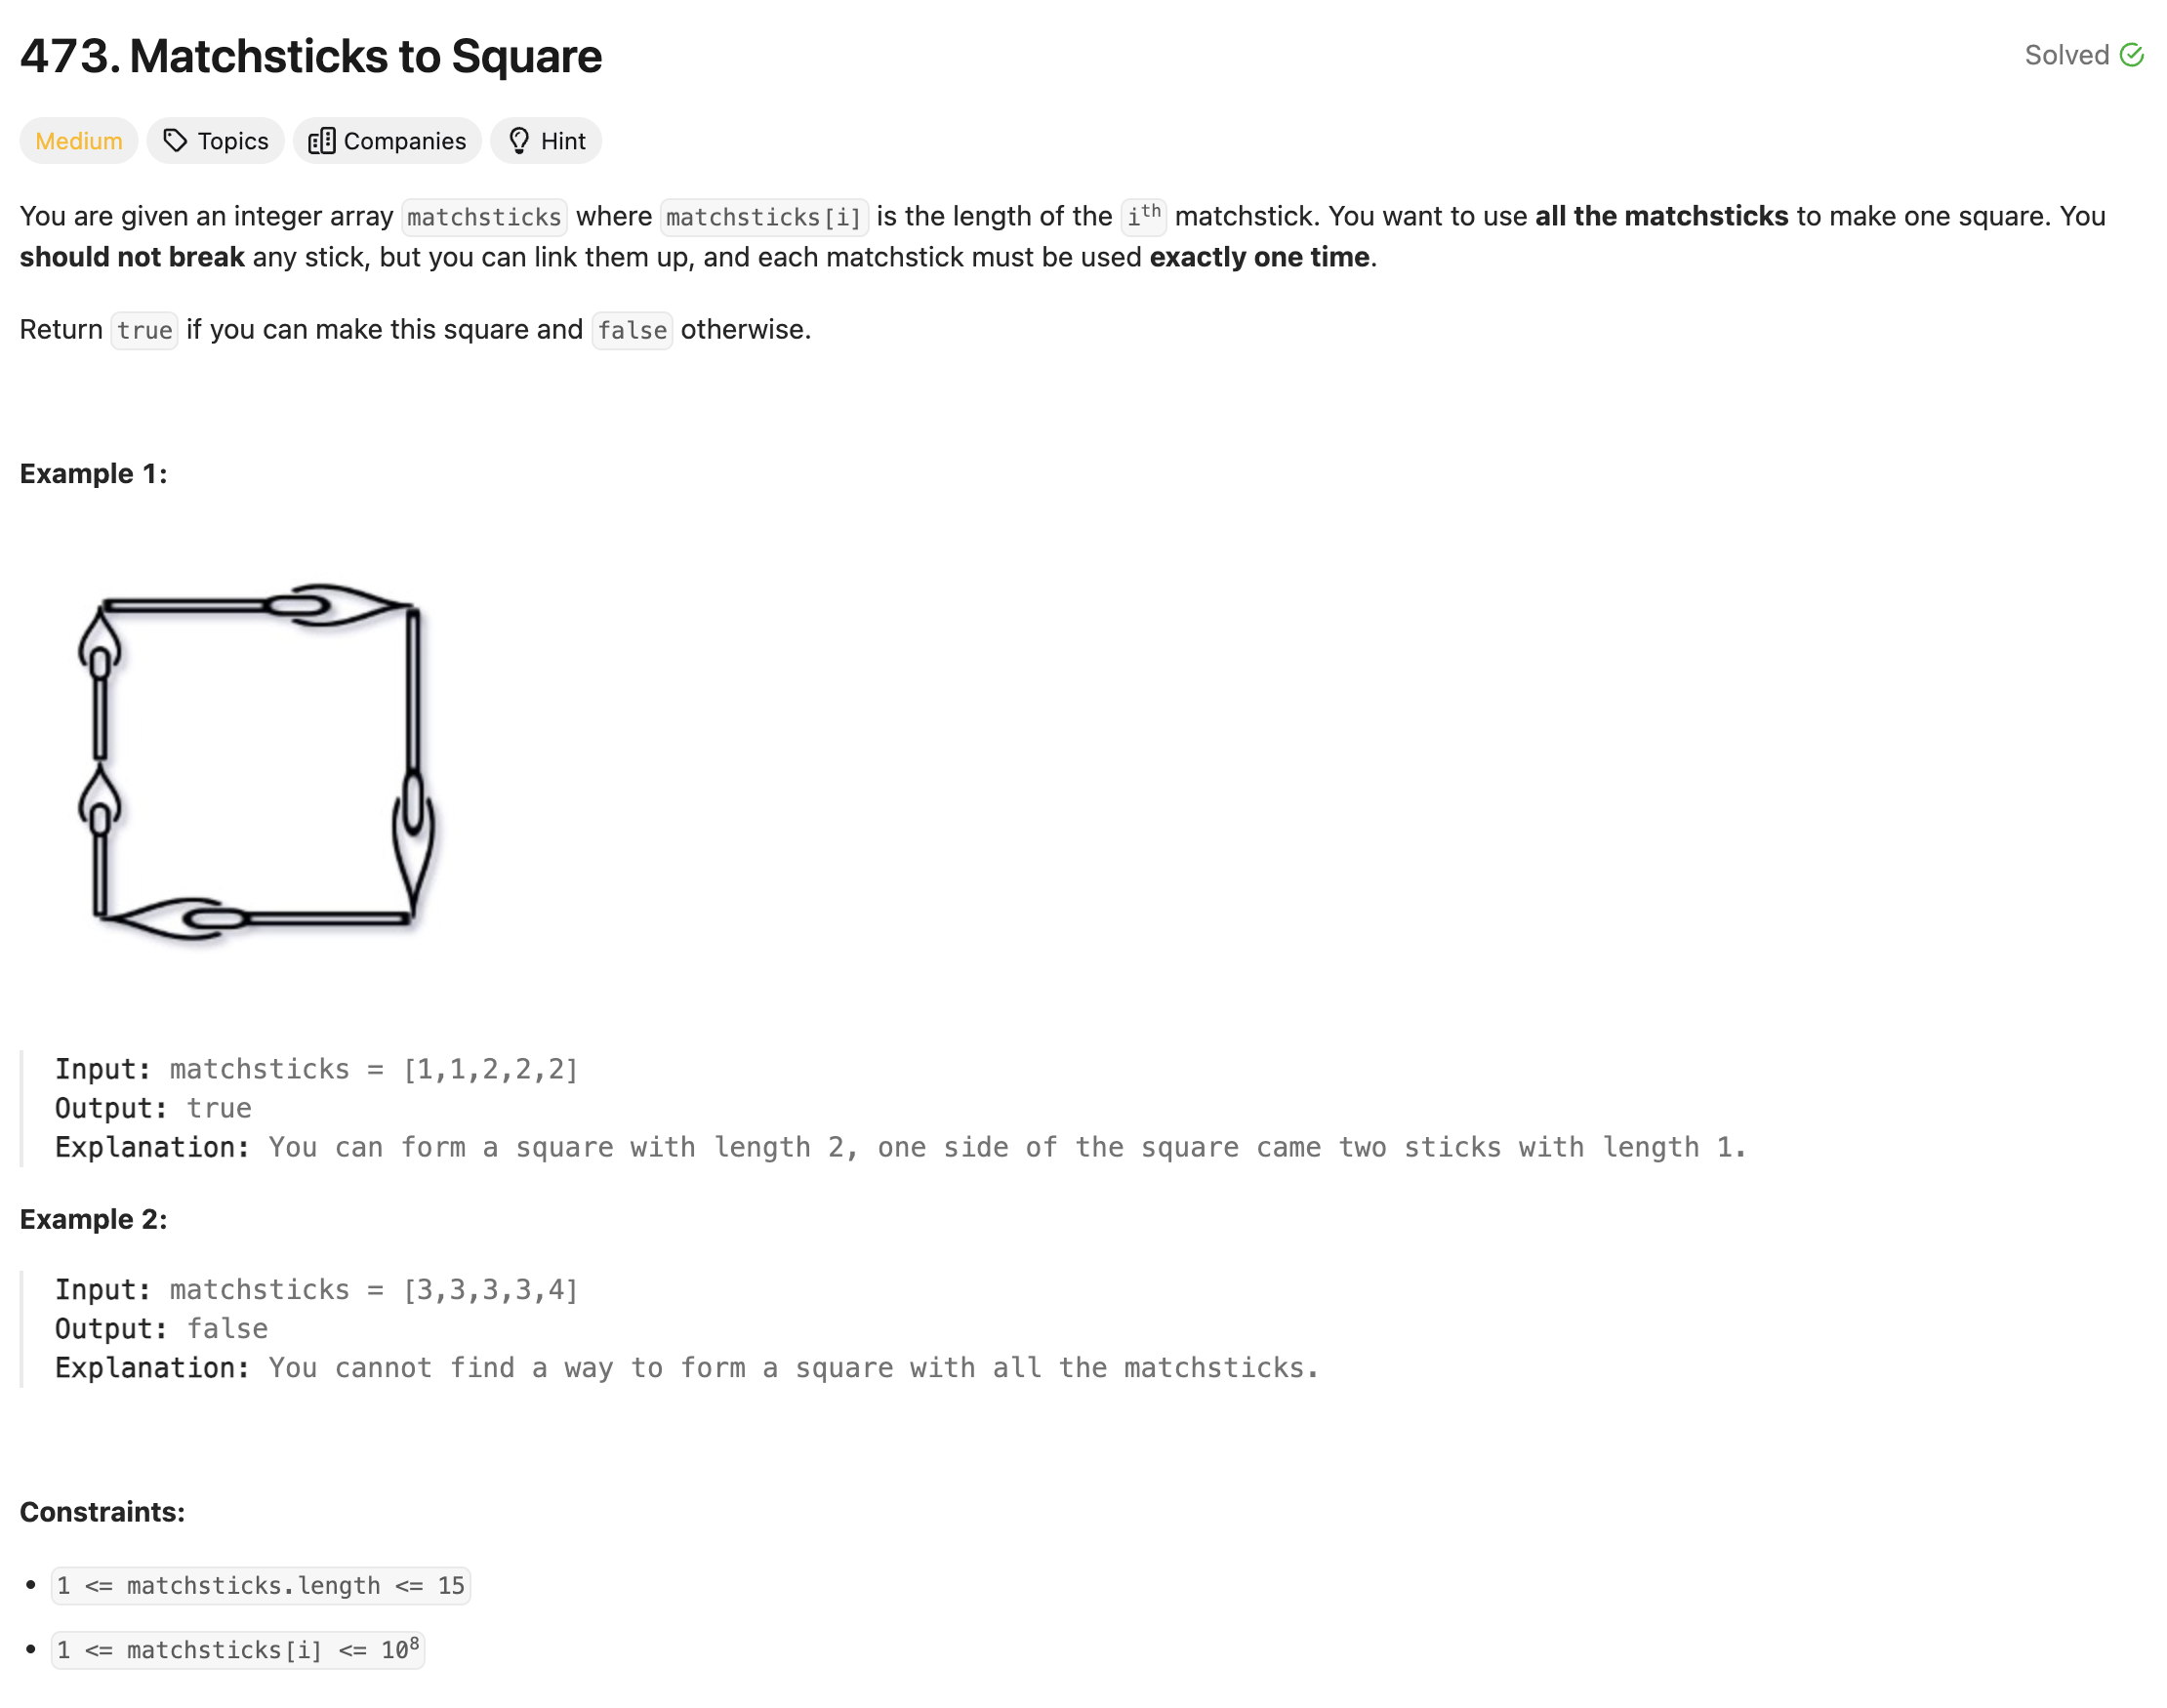 473. Matchsticks to Square
Solved
Medium Topics Companies Hint
You are given an integer array matchsticks where matchsticks[i] is the length of the iᵗʰ matchstick. You want to use all the matchsticks to make one square. You
should not break any stick, but you can link them up, and each matchstick must be used exactly one time.
Return true if you can make this square and false otherwise.
Example 1:
Input: matchsticks = [1,1,2,2,2]
Output: true
Explanation: You can form a square with length 2, one side of the square came two sticks with length 1.
Example 2:
Input: matchsticks = [3,3,3,3,4]
Output: false
Explanation: You cannot find a way to form a square with all the matchsticks.
Constraints:
• 1 <= matchsticks.length <= 15
• 1 <= matchsticks[i] <= 10⁸